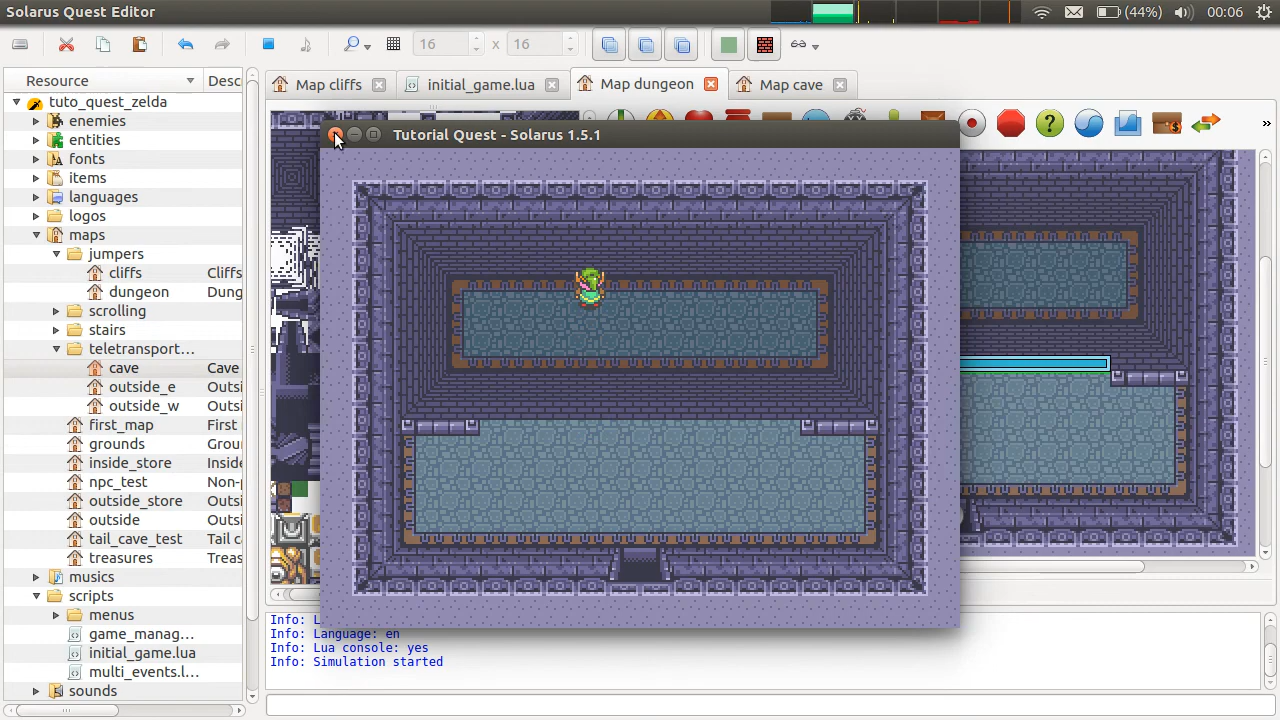 Solarus Quest Editor
(44%)
00:06
16 x 16
Resource
Desc
Map cliffs
initial_game.lua
Map dungeon
Map cave
tuto_quest_zelda
enemies
entities
fonts
items
languages
logos
maps
jumpers
cliffs Cliffs
dungeon Dung
scrolling
stairs
teletransport...
cave Cave
outside_e Outsi
outside_w Outsi
first_map First
grounds Grou
inside_store Inside
npc_test Non-p
outside_store Outsi
outside Outsi
tail_cave_test Tail c
treasures Treas
musics
scripts
menus
game_manag...
initial_game.lua
multi_events.l...
sounds
Tutorial Quest - Solarus 1.5.1
»
Info: L
Info: Language: en
Info: Lua console: yes
Info: Simulation started